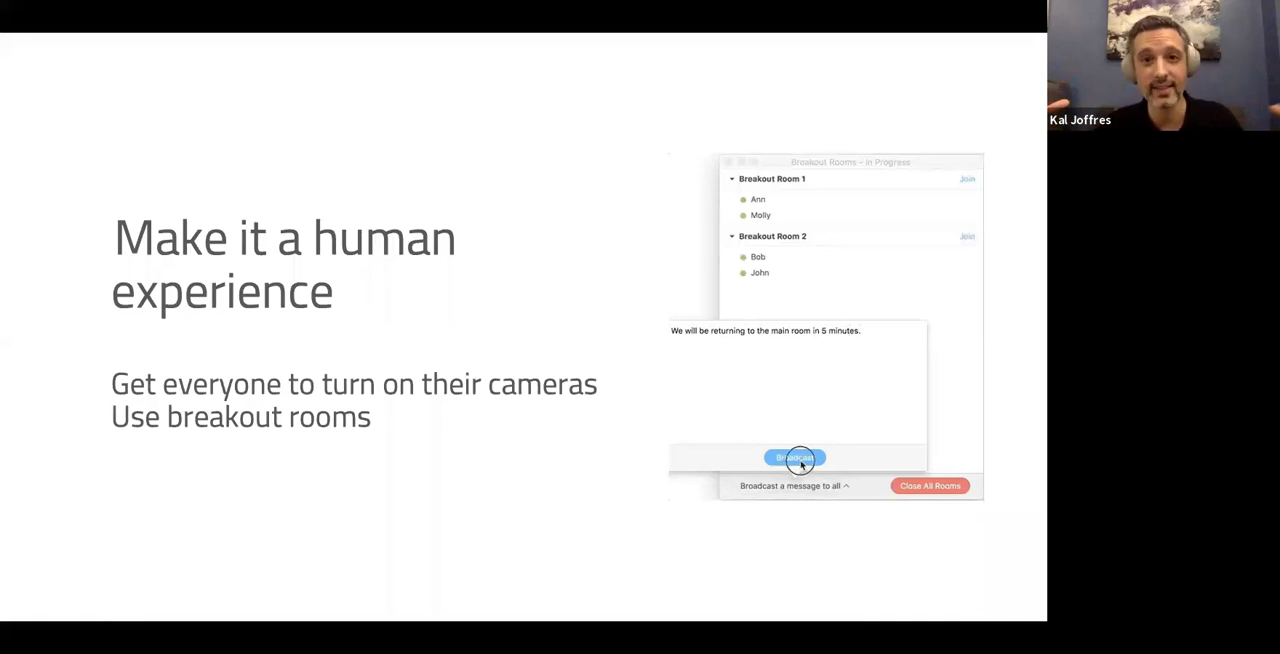 Make it a human
experience
Get everyone to turn on their cameras
Use breakout rooms
Breakout Rooms - In Progress
Breakout Room 1
Join
Ann
Molly
Breakout Room 2
Join
Bob
John
We will be returning to the main room in 5 minutes.
Broadcast
Broadcast a message to all
Close All Rooms
Kal Joffres